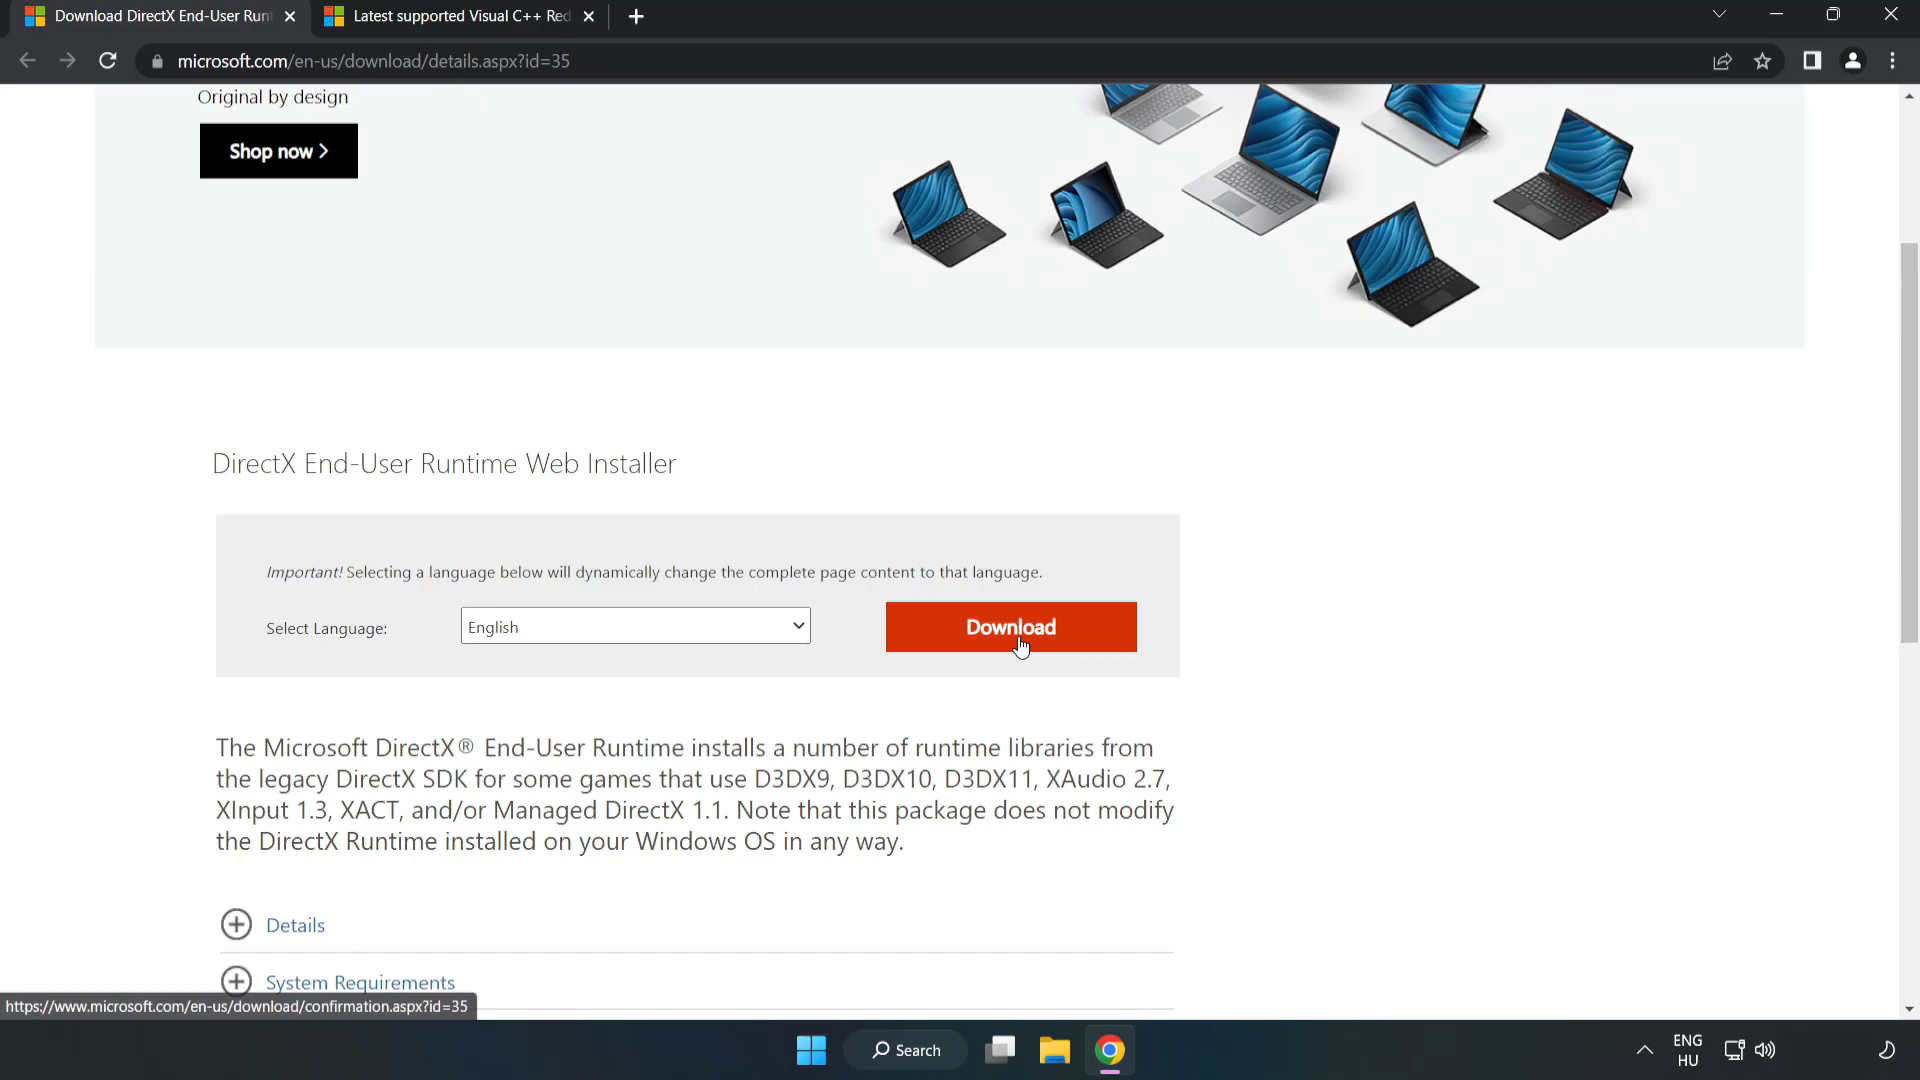 Download DirectX End-User Runt
Latest supported Visual C++ Red
microsoft.com/en-us/download/details.aspx?id=35
Original by design
Shop now >
DirectX End-User Runtime Web Installer
Important! Selecting a language below will dynamically change the complete page content to that language.
Select Language:
English
Download
The Microsoft DirectX® End-User Runtime installs a number of runtime libraries from
the legacy DirectX SDK for some games that use D3DX9, D3DX10, D3DX11, XAudio 2.7,
XInput 1.3, XACT, and/or Managed DirectX 1.1. Note that this package does not modify
the DirectX Runtime installed on your Windows OS in any way.
Details
System Requirements
https://www.microsoft.com/en-us/download/confirmation.aspx?id=35
Search
ENG
HU